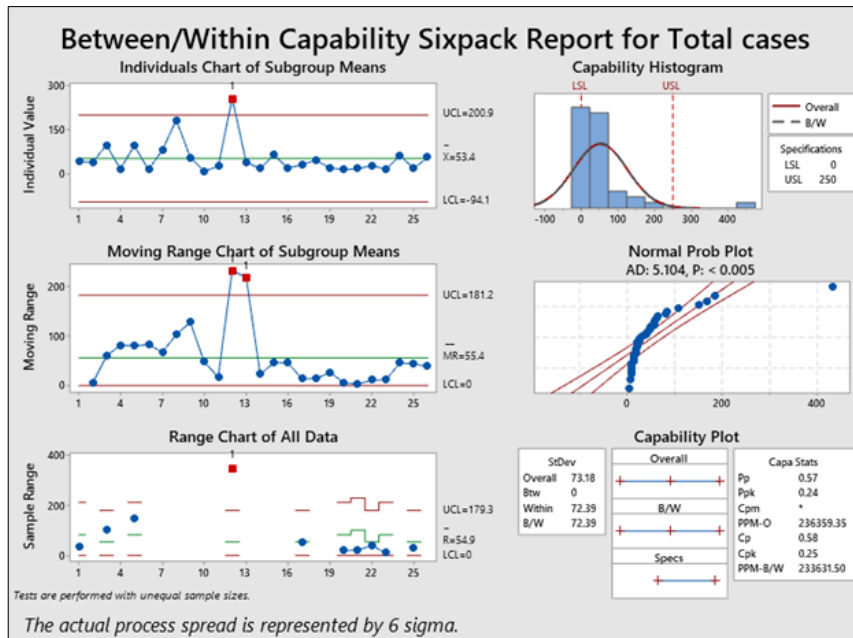 Between/Within Capability Sixpack Report for Total cases
Individuals Chart of Subgroup Means
Individual Value
300
150
0
1
UCL=200.9
_
X=53.4
LCL=-94.1
1 4 7 10 13 16 19 22 25
Moving Range Chart of Subgroup Means
Moving Range
200
100
0
1
1
UCL=181.2
__
MR=55.4
LCL=0
1 4 7 10 13 16 19 22 25
Range Chart of All Data
Sample Range
400
200
0
1
UCL=179.3
_
R=54.9
LCL=0
1 4 7 10 13 16 19 22 25
Tests are performed with unequal sample sizes.
The actual process spread is represented by 6 sigma.
Capability Histogram
LSL USL
-100 0 100 200 300 400
Overall
B/W
Specifications
LSL 0
USL 250
Normal Prob Plot
AD: 5.104, P: < 0.005
0 200 400
Capability Plot
StDev
Overall 73.18
Btw 0
Within 72.39
B/W 72.39
Overall
B/W
Specs
Capa Stats
Pp 0.57
Ppk 0.24
Cpm *
PPM-O 236359.35
Cp 0.58
Cpk 0.25
PPM-B/W 233631.50